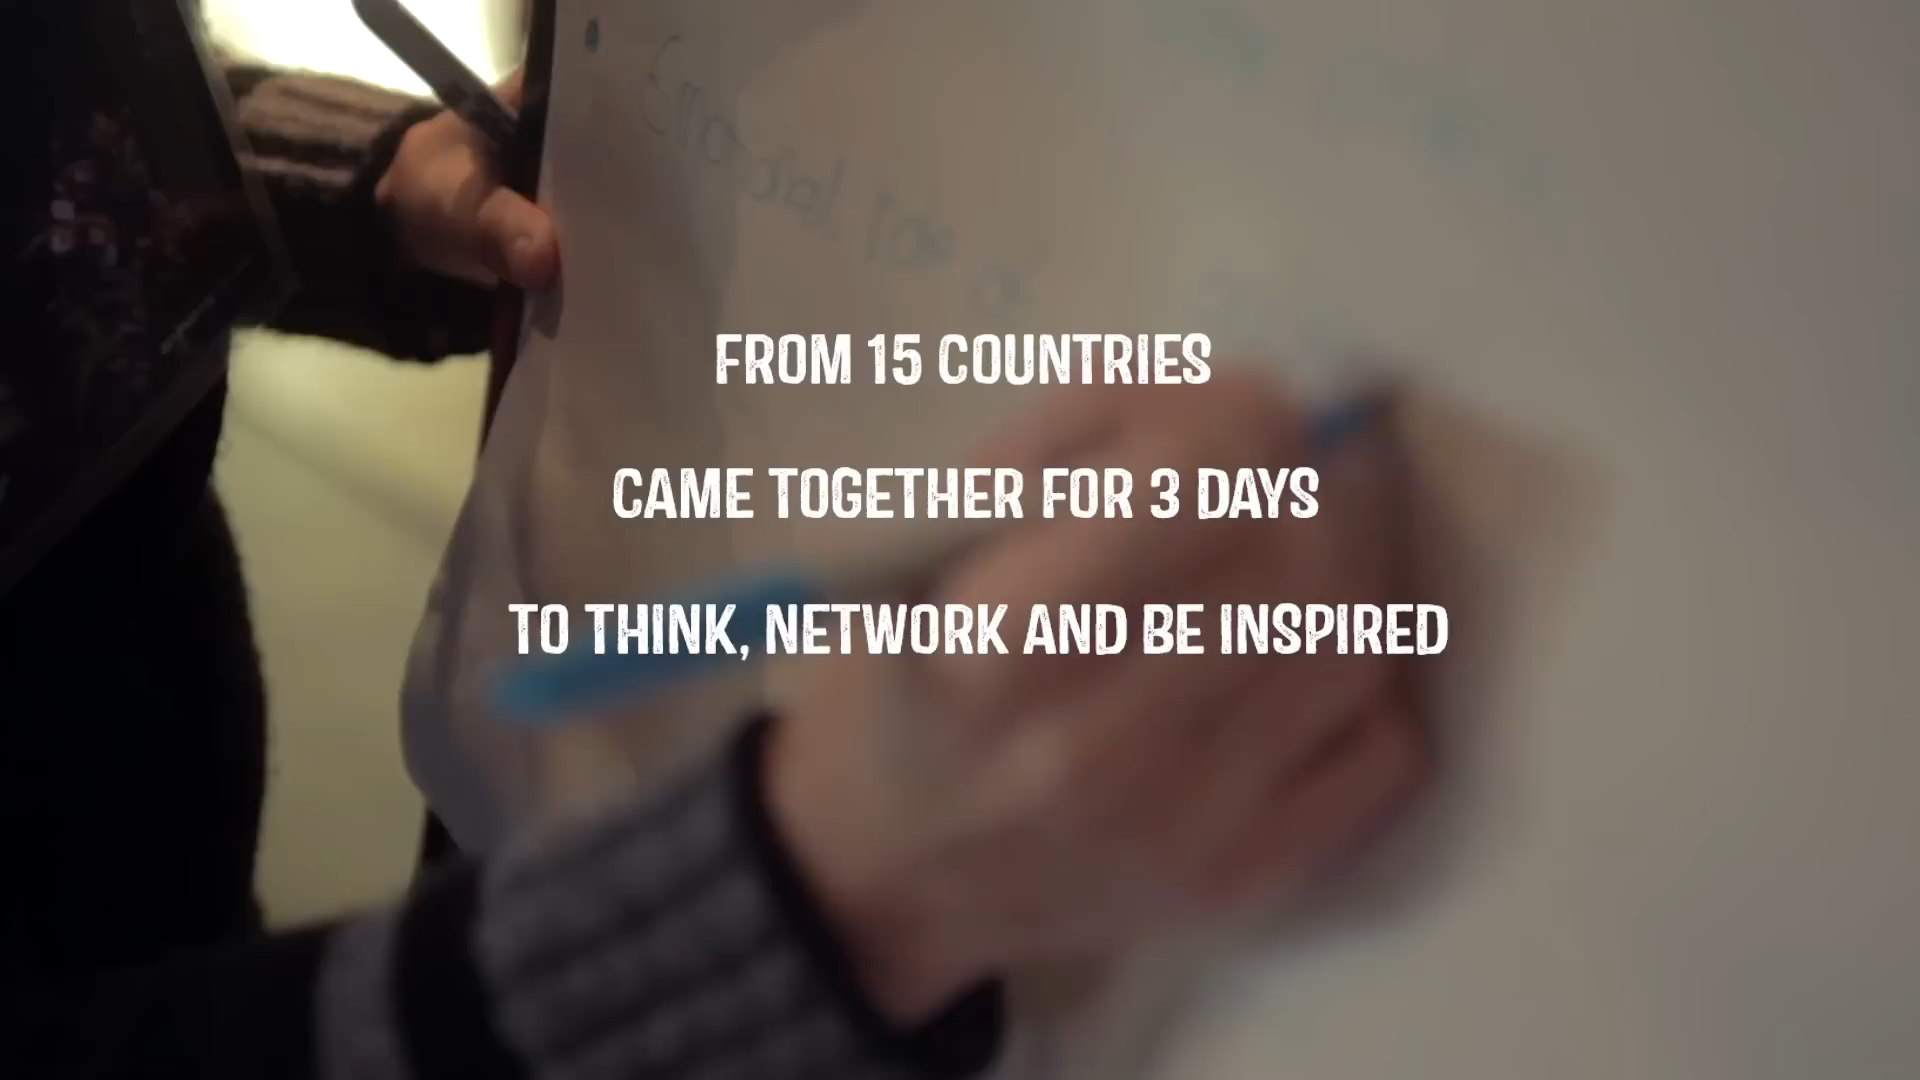 FROM 15 COUNTRIES
CAME TOGETHER FOR 3 DAYS
TO THINK, NETWORK AND BE INSPIRED